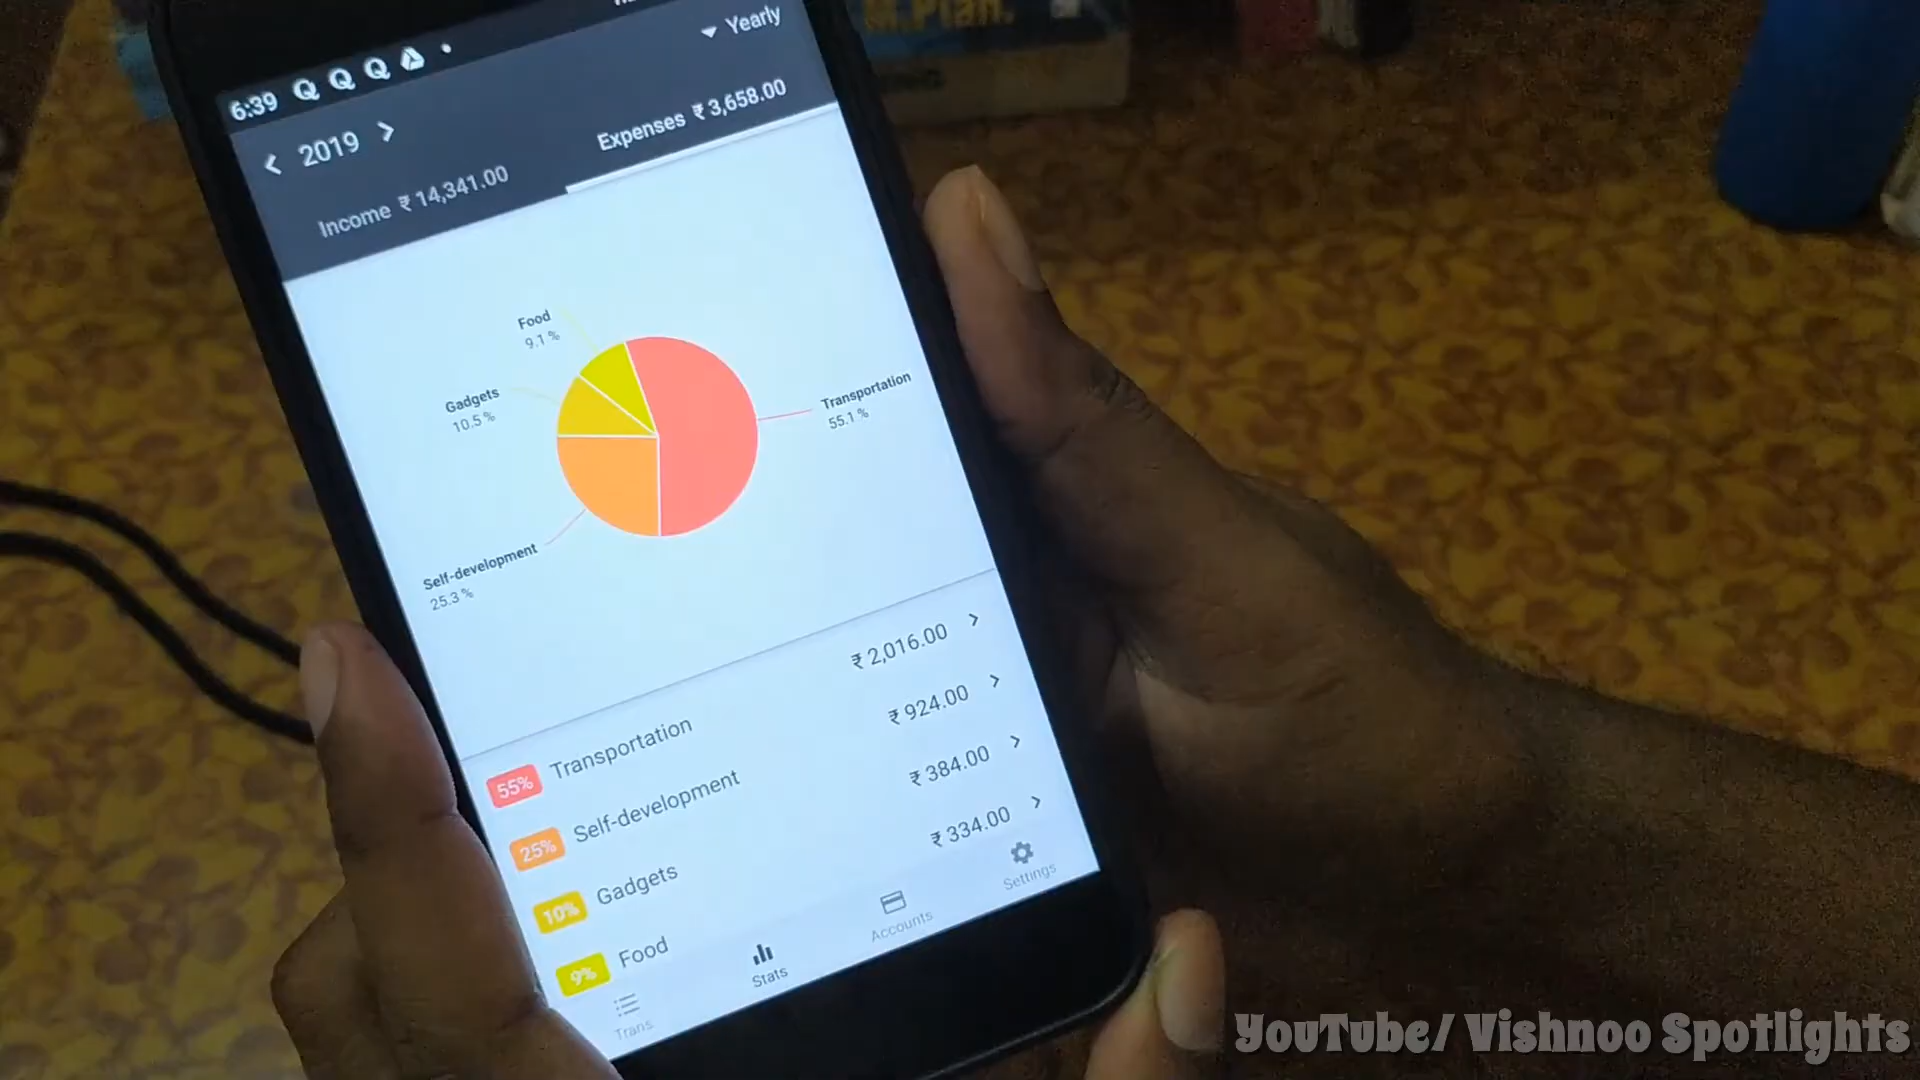 M.Plan.
6:39
Yearly
2019
Income ₹ 14,341.00
Expenses ₹ 3,658.00
Food
9.1 %
Gadgets
10.5 %
Transportation
55.1 %
Self-development
25.3 %
55% Transportation ₹ 2,016.00
25% Self-development ₹ 924.00
10% Gadgets ₹ 384.00
9% Food ₹ 334.00
Trans.
Stats
Accounts
Settings
YouTube/ Vishnoo Spotlights